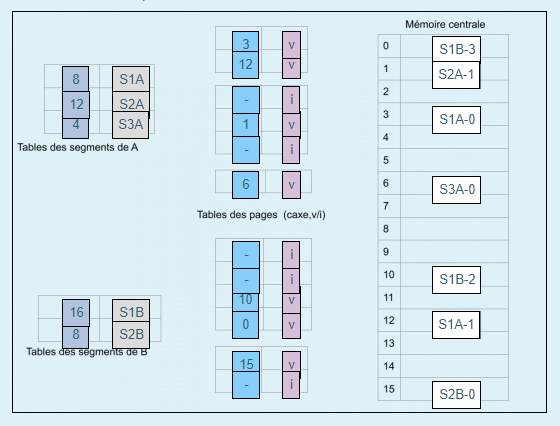 Mémoire centrale
0 S1B-3
1 S2A-1
2
3 S1A-0
4
5
6 S3A-0
7
8
9
10 S1B-2
11
12 S1A-1
13
14
15 S2B-0
8 S1A
12 S2A
4 S3A
Tables des segments de A
3 v
12 v
- i
1 v
- i
6 v
Tables des pages (caxe,v/i)
- i
- i
10 v
0 v
15 v
- i
16 S1B
8 S2B
Tables des segments de B